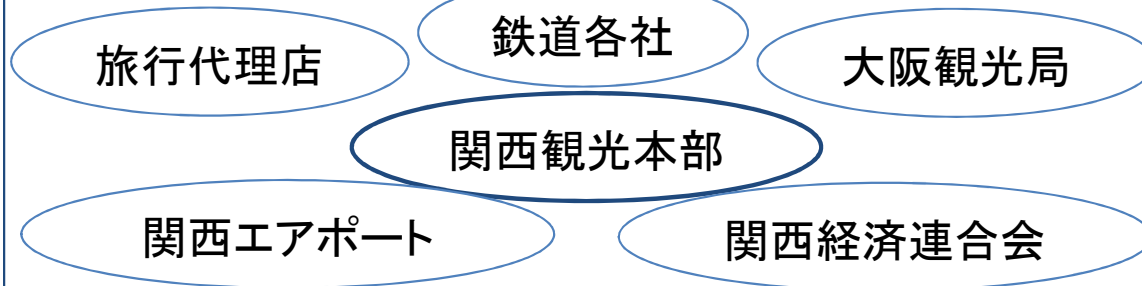 鉄道各社
旅行代理店
大阪観光局
関西観光本部
関西エアポート
関西経済連合会